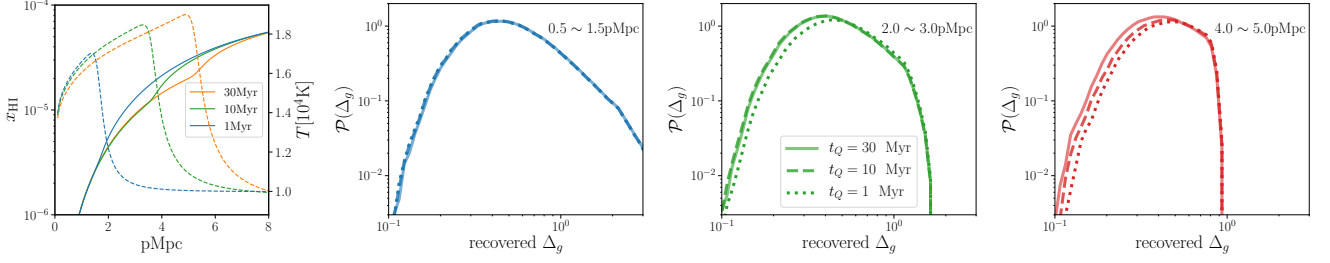 10⁻⁴
10⁻⁵
10⁻⁶
x_HI
0 2 4 6 8
pMpc
30Myr
10Myr
1Myr
1.8
1.6
1.4
1.2
1.0
T [10⁴K]
10⁰
10⁻¹
10⁻²
P(Δ_g)
0.5 ∼ 1.5pMpc
10⁻¹ 10⁰
recovered Δ_g
10⁰
10⁻¹
10⁻²
P(Δ_g)
2.0 ∼ 3.0pMpc
t_Q = 30 Myr
t_Q = 10 Myr
t_Q = 1 Myr
10⁻¹ 10⁰
recovered Δ_g
10⁰
10⁻¹
10⁻²
P(Δ_g)
4.0 ∼ 5.0pMpc
10⁻¹ 10⁰
recovered Δ_g